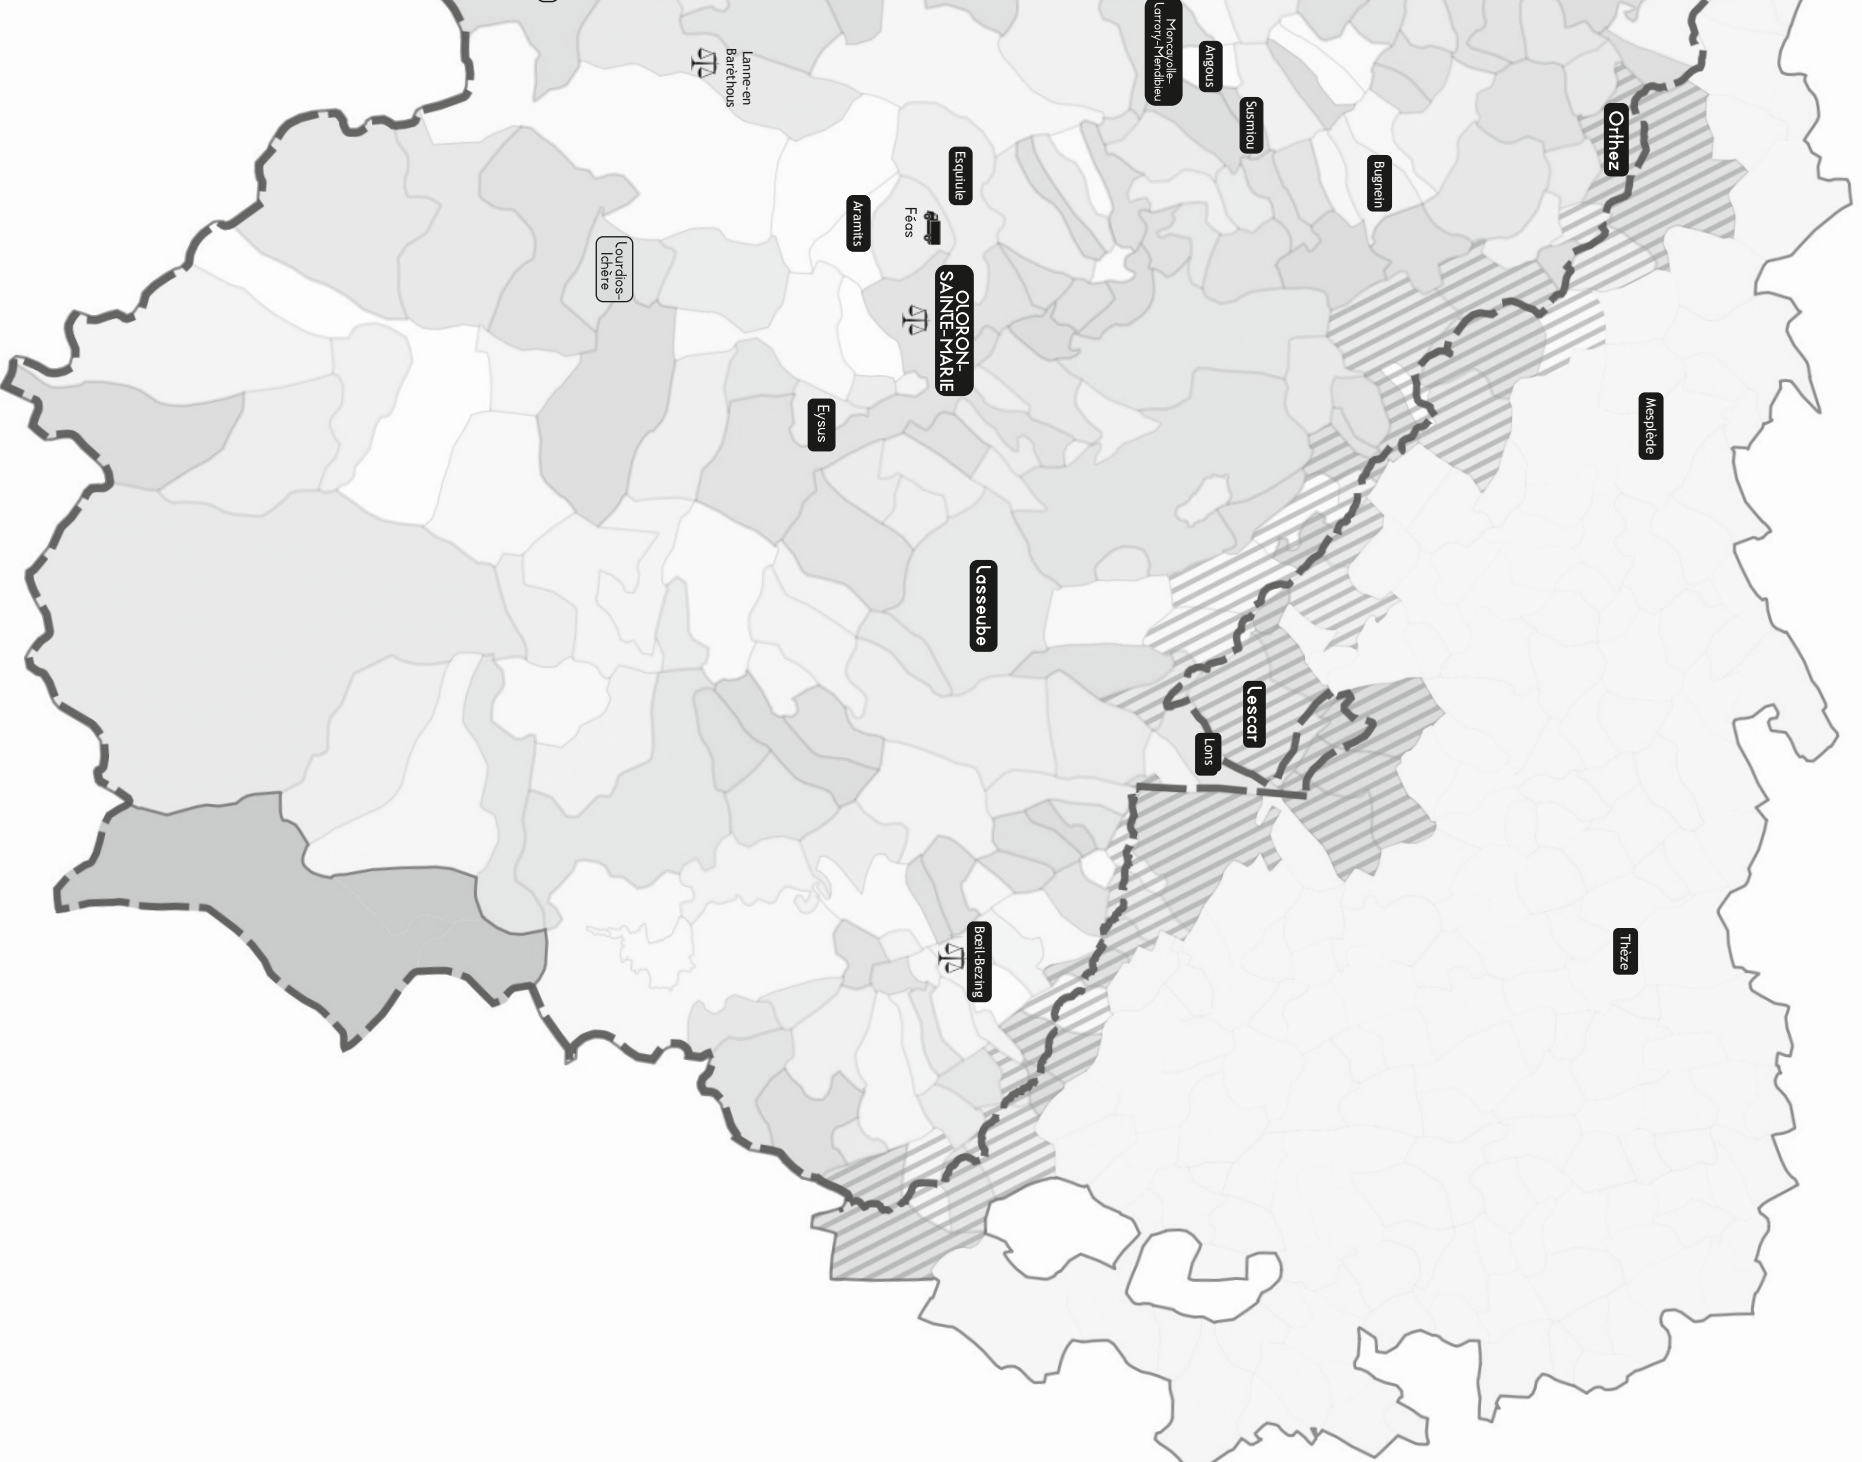 Orthez
Mesplède
Thèze
Bugnein
Susmiou
Lescar
Angous
Lons
Moncayolle-
Larrory-Mendibieu
Esquiule
OLORON-
SAINTE-MARIE
Lasseube
Bœil-Bezing
Féas
Aramits
Eysus
Lanne-en
Barèthous
Lourdios-
Ichère